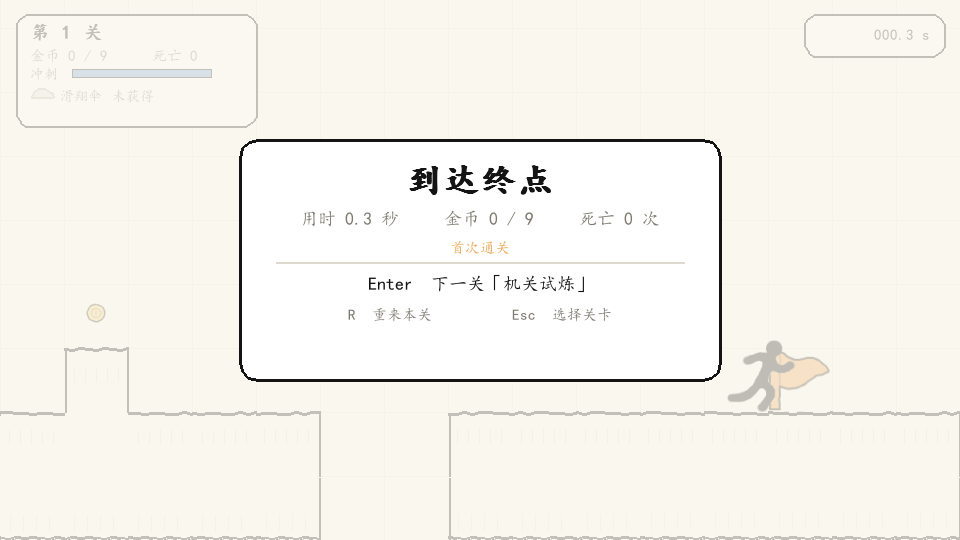 第 1 关
金币 0 / 9 死亡 0
冲刺
滑翔伞 未获得
000.3 s
到达终点
用时 0.3 秒 金币 0 / 9 死亡 0 次
首次通关
Enter 下一关「机关试炼」
R 重来本关 Esc 选择关卡